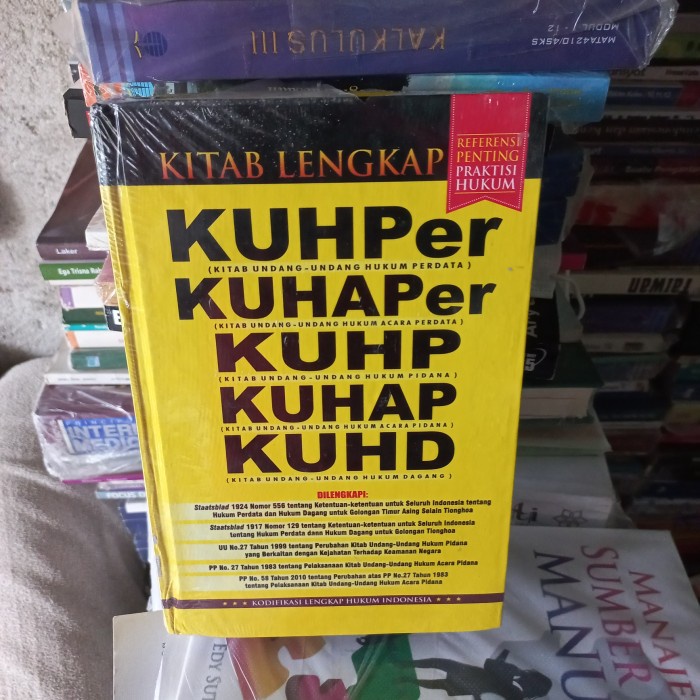 KALKULUS III
MATA4210/4SKS
MODUL 1-12
KITAB LENGKAP
REFERENSI
PENTING
PRAKTISI
HUKUM
KUHPer
(KITAB UNDANG-UNDANG HUKUM PERDATA)
KUHAPer
(KITAB UNDANG-UNDANG HUKUM ACARA PERDATA)
KUHP
(KITAB UNDANG-UNDANG HUKUM PIDANA)
KUHAP
(KITAB UNDANG-UNDANG HUKUM ACARA PIDANA)
KUHD
(KITAB UNDANG-UNDANG HUKUM DAGANG)
DILENGKAPI:
Staatsblad 1924 Nomor 556 tentang Ketentuan-ketentuan untuk Seluruh Indonesia tentang
Hukum Perdata dan Hukum Dagang untuk Golongan Timur Asing Selain Tionghoa
Staatsblad 1917 Nomor 129 tentang Ketentuan-ketentuan untuk Seluruh Indonesia
tentang Hukum Perdata dann Hukum Dagang untuk Golongan Tionghoa
UU No.27 Tahun 1999 tentang Perubahan Kitab Undang-Undang Hukum Pidana
yang Berkaitan dengan Kejahatan Terhadap Keamanan Negara
PP No. 27 Tahun 1983 tentang Pelaksanaan Kitab Undang-Undang Hukum Acara Pidana
PP No. 58 Tahun 2010 tentang Perubahan atas PP No.27 Tahun 1983
tentang Pelaksanaan Kitab Undang-Undang Hukum Acara Pidana
KODIFIKASI LENGKAP HUKUM INDONESIA
Loker
MANAJ
SUMBER
MANU